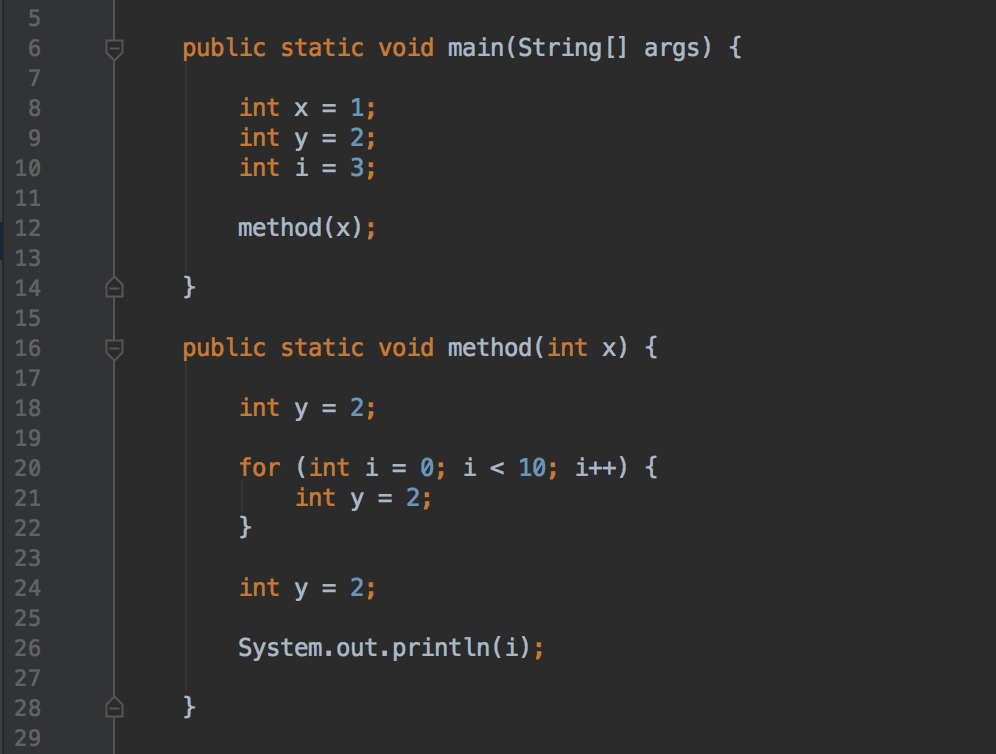 5
6 public static void main(String[] args) {
7
8 int x = 1;
9 int y = 2;
10 int i = 3;
11
12 method(x);
13
14 }
15
16 public static void method(int x) {
17
18 int y = 2;
19
20 for (int i = 0; i < 10; i++) {
21 int y = 2;
22 }
23
24 int y = 2;
25
26 System.out.println(i);
27
28 }
29